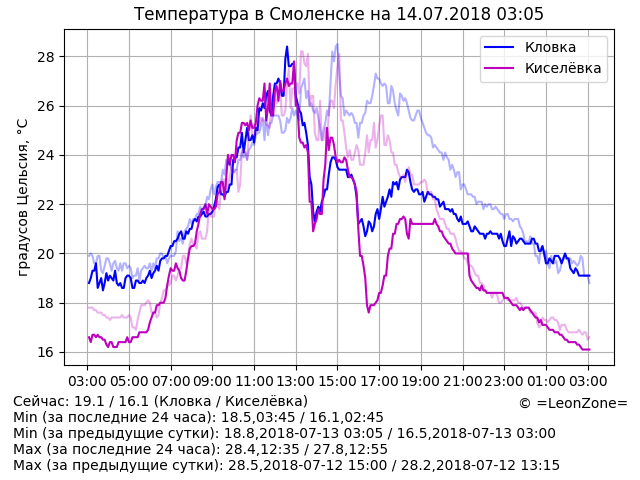 Температура в Смоленске на 14.07.2018 03:05
градусов Цельсия, °C
28
26
24
22
20
18
16
Кловка
Киселёвка
03:00 05:00 07:00 09:00 11:00 13:00 15:00 17:00 19:00 21:00 23:00 01:00 03:00
Сейчас: 19.1 / 16.1 (Кловка / Киселёвка)
© =LeonZone=
Min (за последние 24 часа): 18.5,03:45 / 16.1,02:45
Min (за предыдущие сутки): 18.8,2018-07-13 03:05 / 16.5,2018-07-13 03:00
Max (за последние 24 часа): 28.4,12:35 / 27.8,12:55
Max (за предыдущие сутки): 28.5,2018-07-12 15:00 / 28.2,2018-07-12 13:15